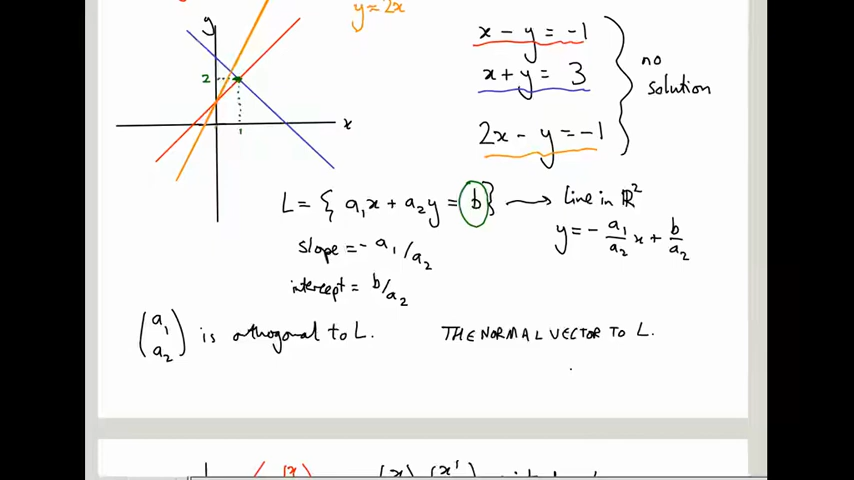 y = 2x
y
2
1
x
x - y = -1
x + y = 3
2x - y = -1
no
solution
L = { a₁x + a₂y = b } → line in ℝ²
slope = - a₁/a₂
y = - a₁/a₂ x + b/a₂
intercept = b/a₂
(a₁ a₂) is orthogonal to L. THE NORMAL VECTOR TO L.